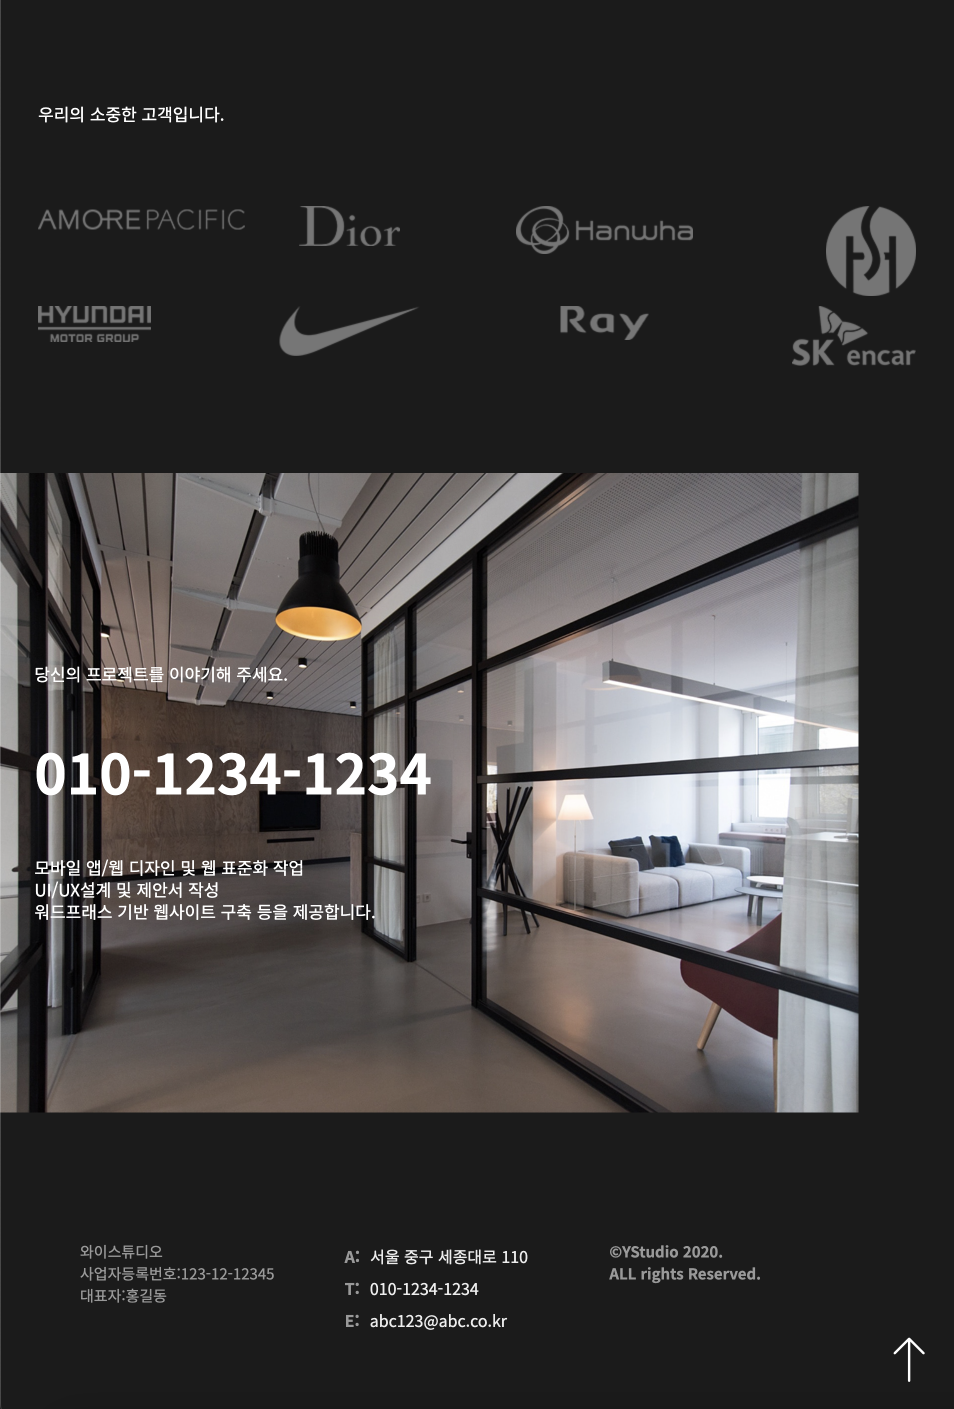 우리의 소중한 고객입니다.
AMOREPACIFIC
Dior
Hanwha
HYUNDAI
MOTOR GROUP
Ray
SK encar
당신의 프로젝트를 이야기해 주세요.
010-1234-1234
모바일 앱/웹 디자인 및 웹 표준화 작업
UI/UX설계 및 제안서 작성
워드프래스 기반 웹사이트 구축 등을 제공합니다.
와이스튜디오
사업자등록번호:123-12-12345
대표자:홍길동
A: 서울 중구 세종대로 110
T: 010-1234-1234
E: abc123@abc.co.kr
©YStudio 2020.
ALL rights Reserved.